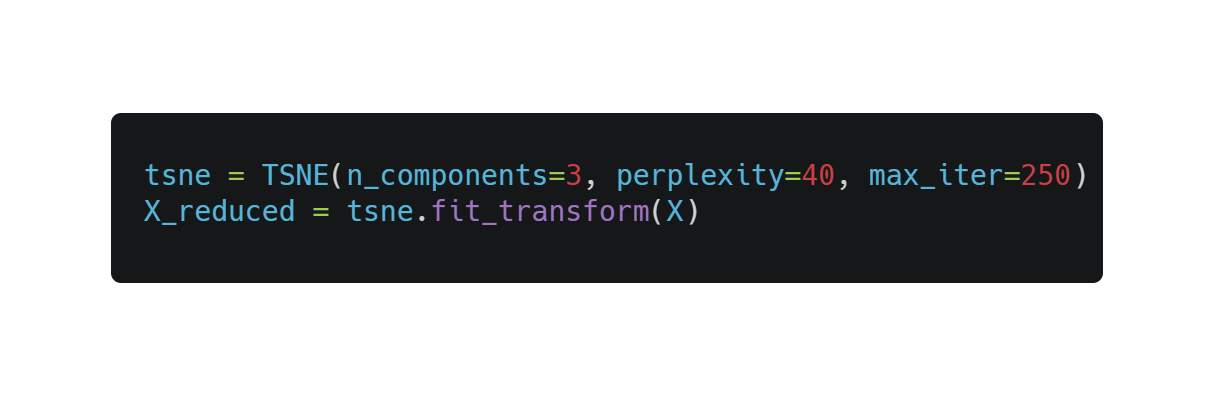 tsne = TSNE(n_components=3, perplexity=40, max_iter=250)
X_reduced = tsne.fit_transform(X)